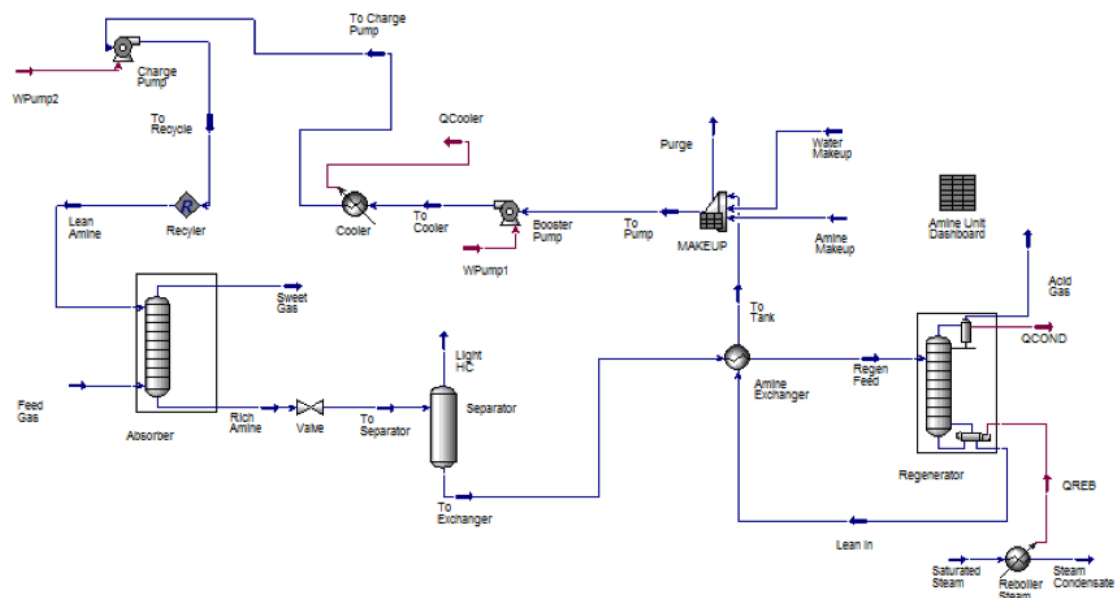 To Charge
Pump
Charge
Pump
WPump2
To
Recycle
QCooler
Purge
Water
Makeup
Lean
Amine
Recyler
Cooler
To
Cooler
Booster
Pump
To
Pump
MAKEUP
Amine
Makeup
Amine Unit
Dashboard
WPump1
Sweet
Gas
To
Tank
Acid
Gas
QCOND
Light
HC
Feed
Gas
Absorber
Rich
Amine
Valve
To
Separator
Separator
Amine
Exchanger
Regen
Feed
Regenerator
To
Exchanger
QREB
Lean In
Saturated
Steam
Reboiler
Steam
Steam
Condensate
R